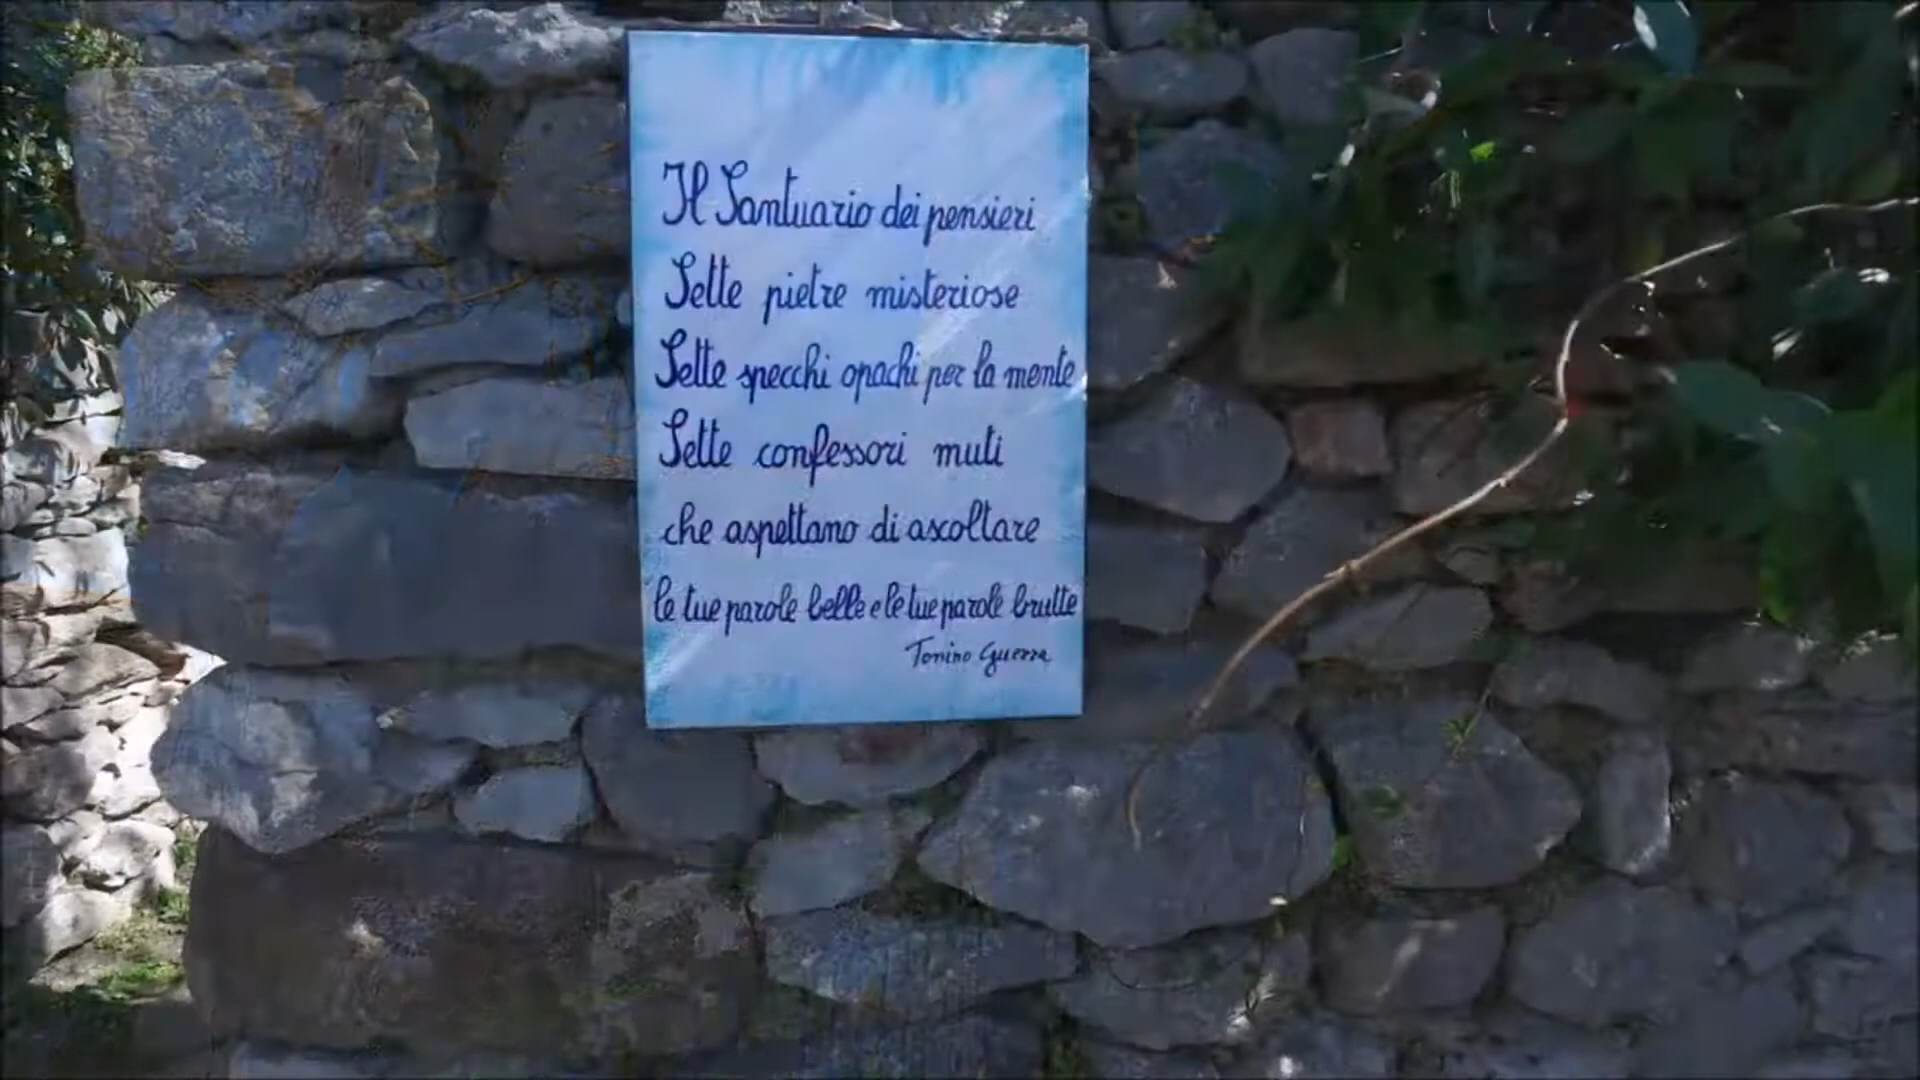 Il Santuario dei pensieri
Sette pietre misteriose
Sette specchi opachi per la mente
Sette confessori muti
che aspettano di ascoltare
le tue parole belle e le tue parole brutte
Tonino Guerra